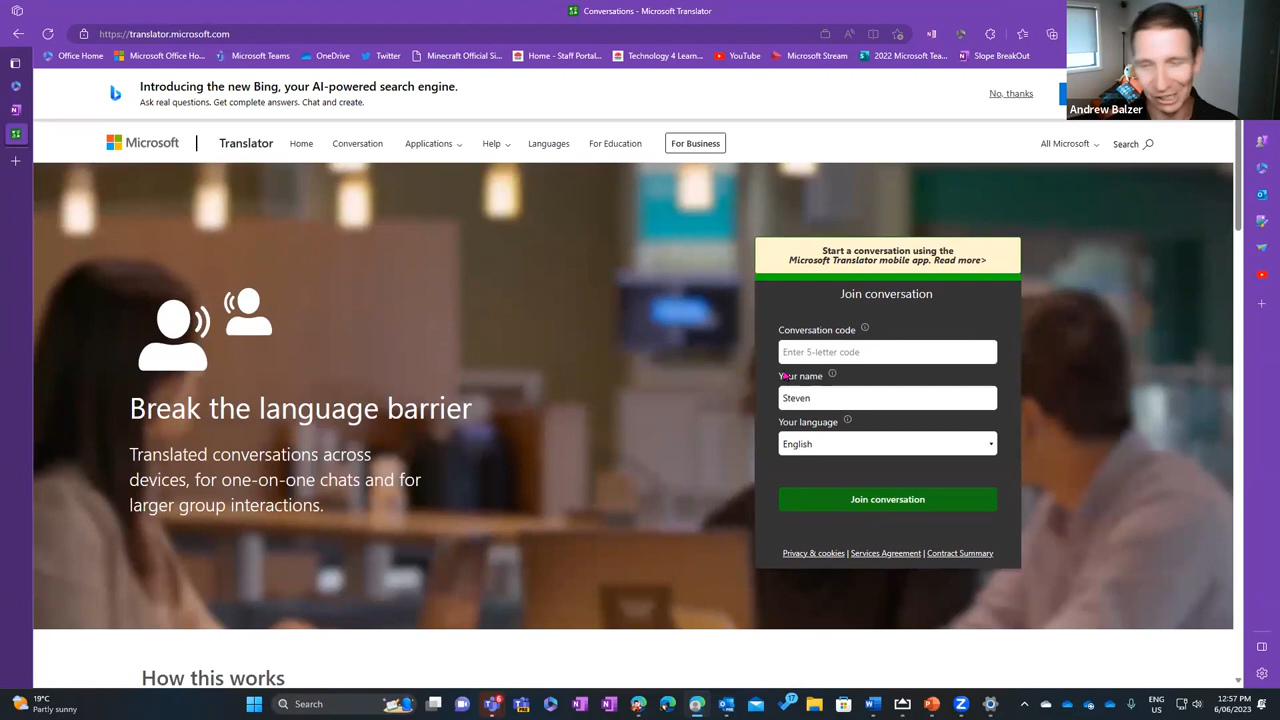 Conversations - Microsoft Translator
https://translator.microsoft.com
Office Home
Microsoft Office Ho...
Microsoft Teams
OneDrive
Twitter
Minecraft Official Si...
Home - Staff Portal...
Technology 4 Learn...
YouTube
Microsoft Stream
2022 Microsoft Tea...
Slope BreakOut
Andrew Balzer
Introducing the new Bing, your AI-powered search engine.
Ask real questions. Get complete answers. Chat and create.
No, thanks
Microsoft
Translator
Home
Conversation
Applications
Help
Languages
For Education
For Business
All Microsoft
Search
Start a conversation using the
Microsoft Translator mobile app. Read more>
Join conversation
Conversation code
Enter 5-letter code
Your name
Steven
Your language
English
Join conversation
Privacy & cookies | Services Agreement | Contract Summary
Break the language barrier
Translated conversations across
devices, for one-on-one chats and for
larger group interactions.
How this works
19°C
Partly sunny
Search
6
17
ENG
US
12:57 PM
6/06/2023